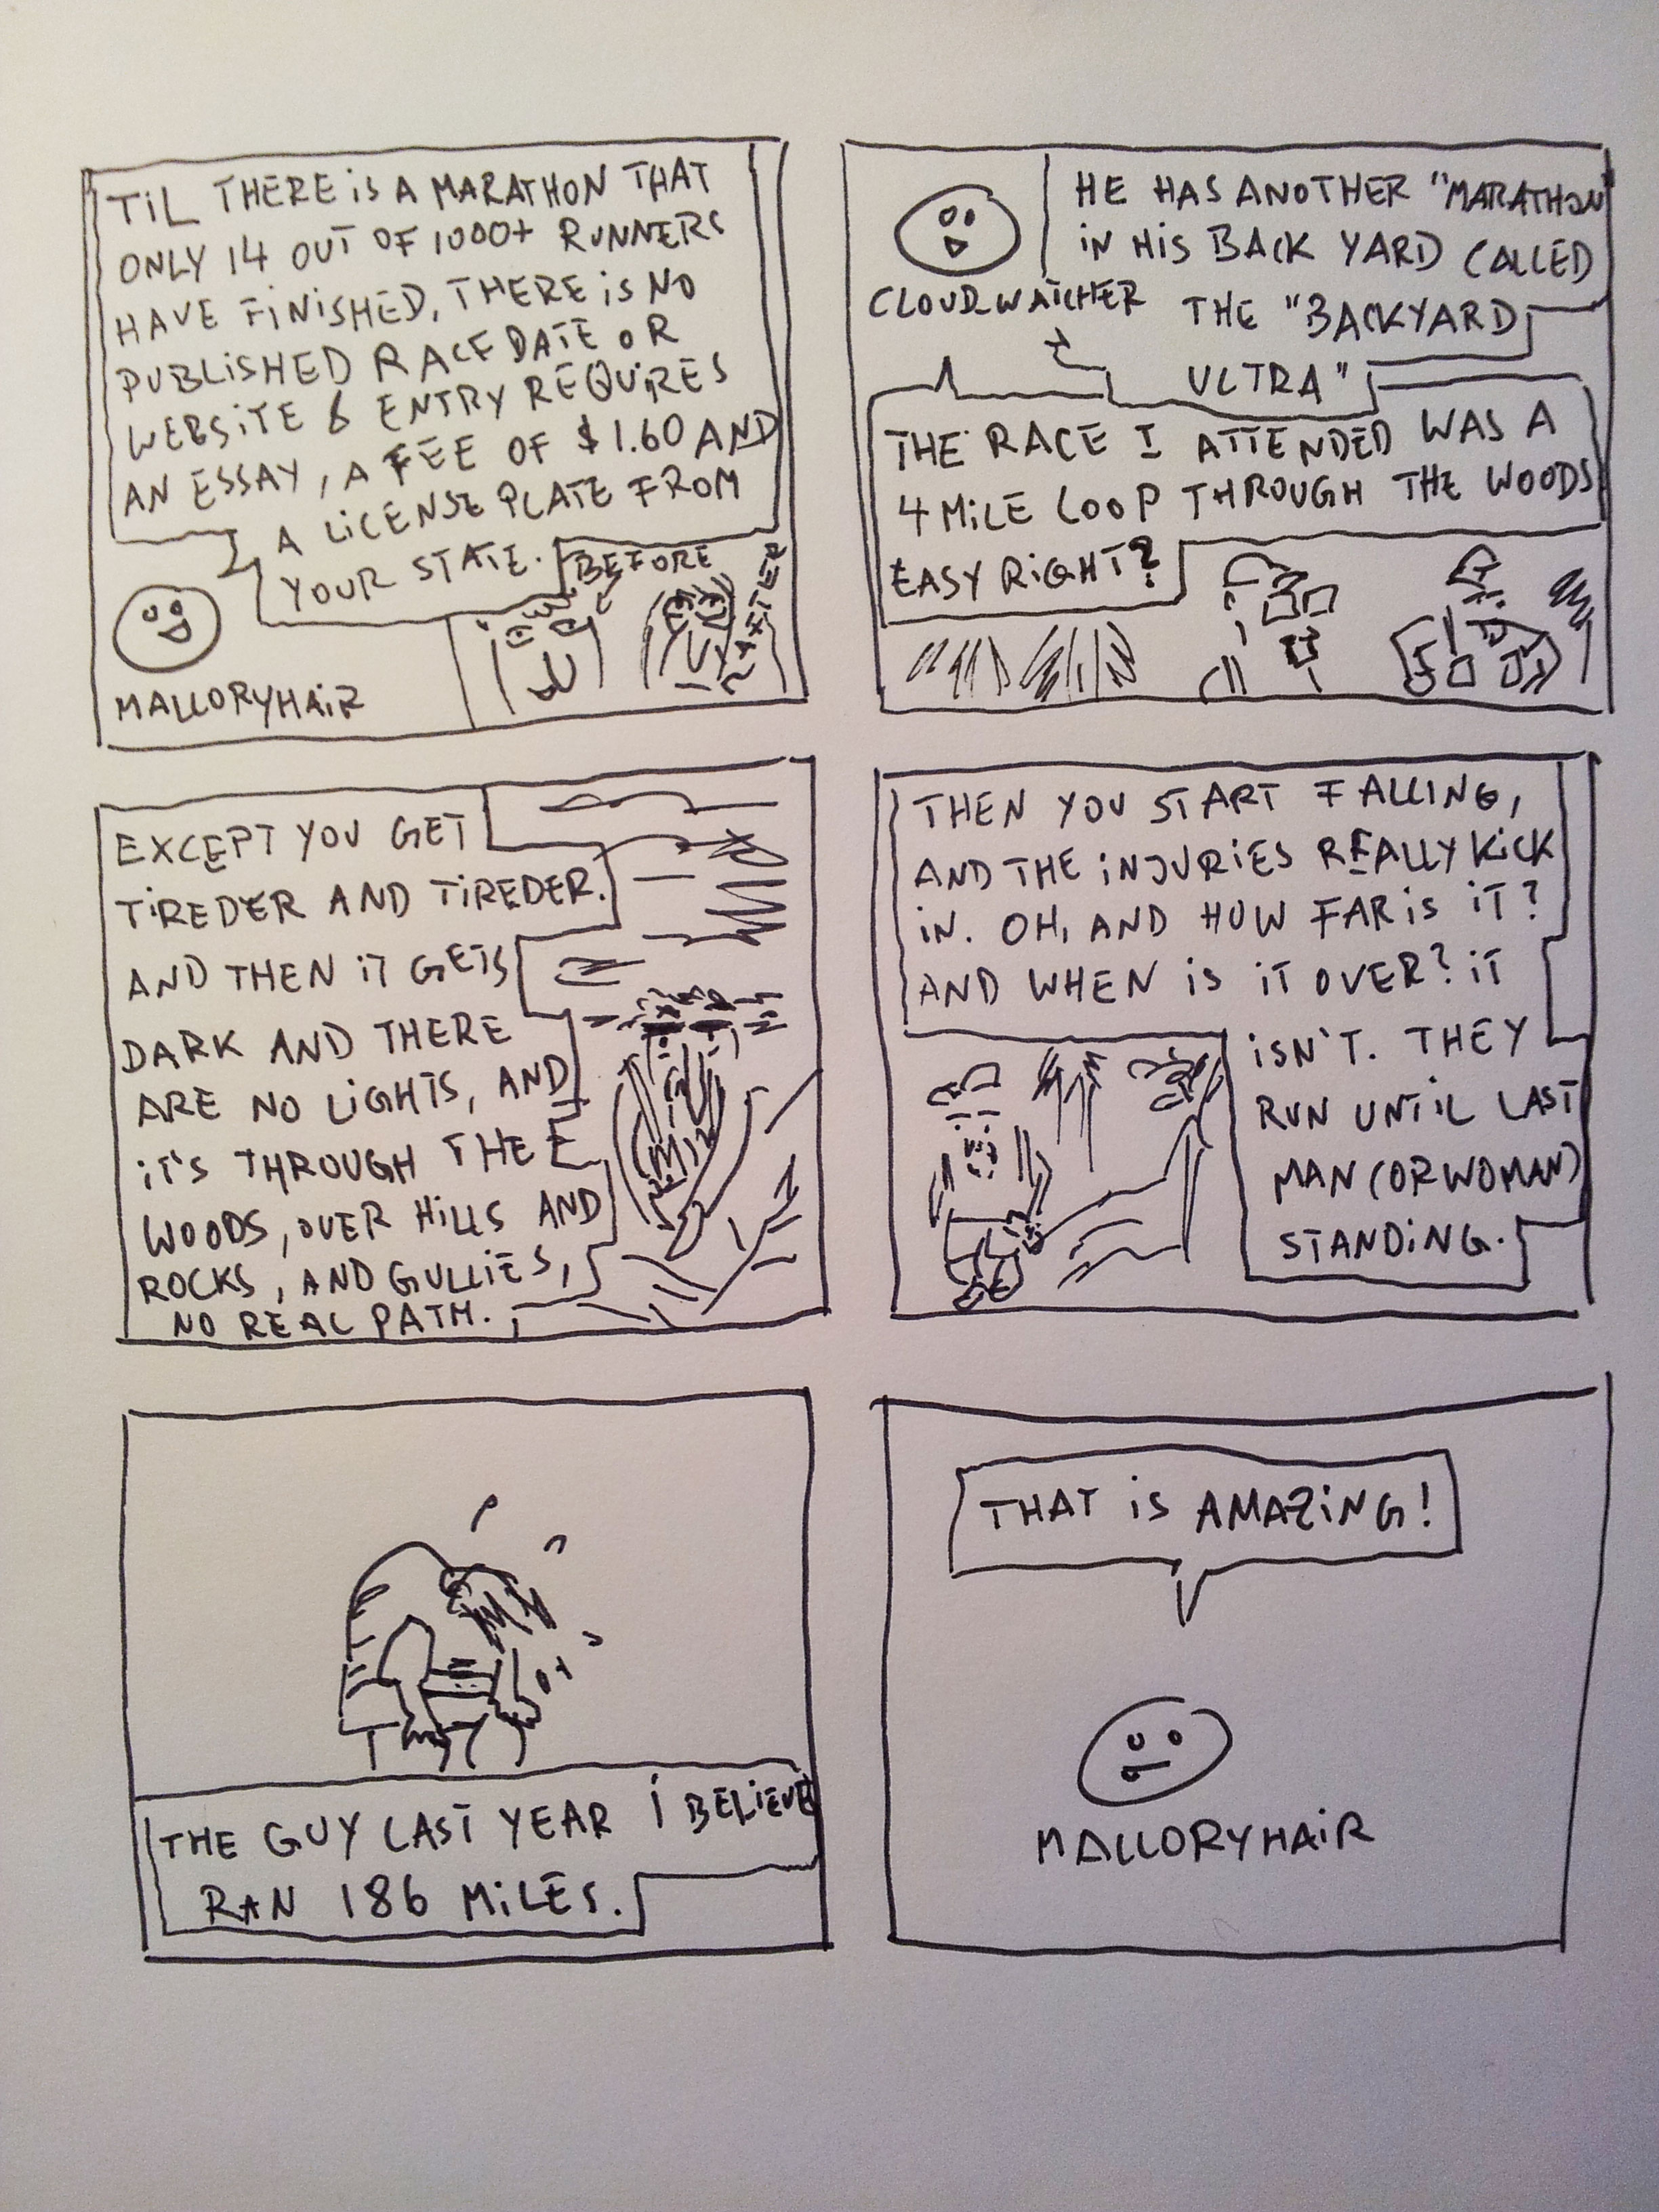 TIL THERE IS A MARATHON THAT
ONLY 14 OUT OF 1000+ RUNNERS
HAVE FINISHED, THERE IS NO
PUBLISHED RACE DATE OR
WEBSITE & ENTRY REQUIRES
AN ESSAY, A FEE OF $1.60 AND
A LICENSE PLATE FROM
YOUR STATE.
BEFORE
AFTER
MALLORYHAIR
HE HAS ANOTHER "MARATHON"
IN HIS BACK YARD CALLED
THE "BACKYARD
ULTRA"
CLOUD_WATCHER
THE RACE I ATTENDED WAS A
4 MILE LOOP THROUGH THE WOODS
EASY RIGHT?
EXCEPT YOU GET
TIREDER AND TIREDER.
AND THEN IT GETS
DARK AND THERE
ARE NO LIGHTS, AND
IT'S THROUGH THE
WOODS, OVER HILLS AND
ROCKS, AND GULLIES,
NO REAL PATH.
THEN YOU START FALLING,
AND THE INJURIES REALLY KICK
IN. OH, AND HOW FAR IS IT?
AND WHEN IS IT OVER? IT
ISN'T. THEY
RUN UNTIL LAST
MAN (OR WOMAN)
STANDING.
THE GUY LAST YEAR I BELIEVE
RAN 186 MILES.
THAT IS AMAZING!
MALLORYHAIR